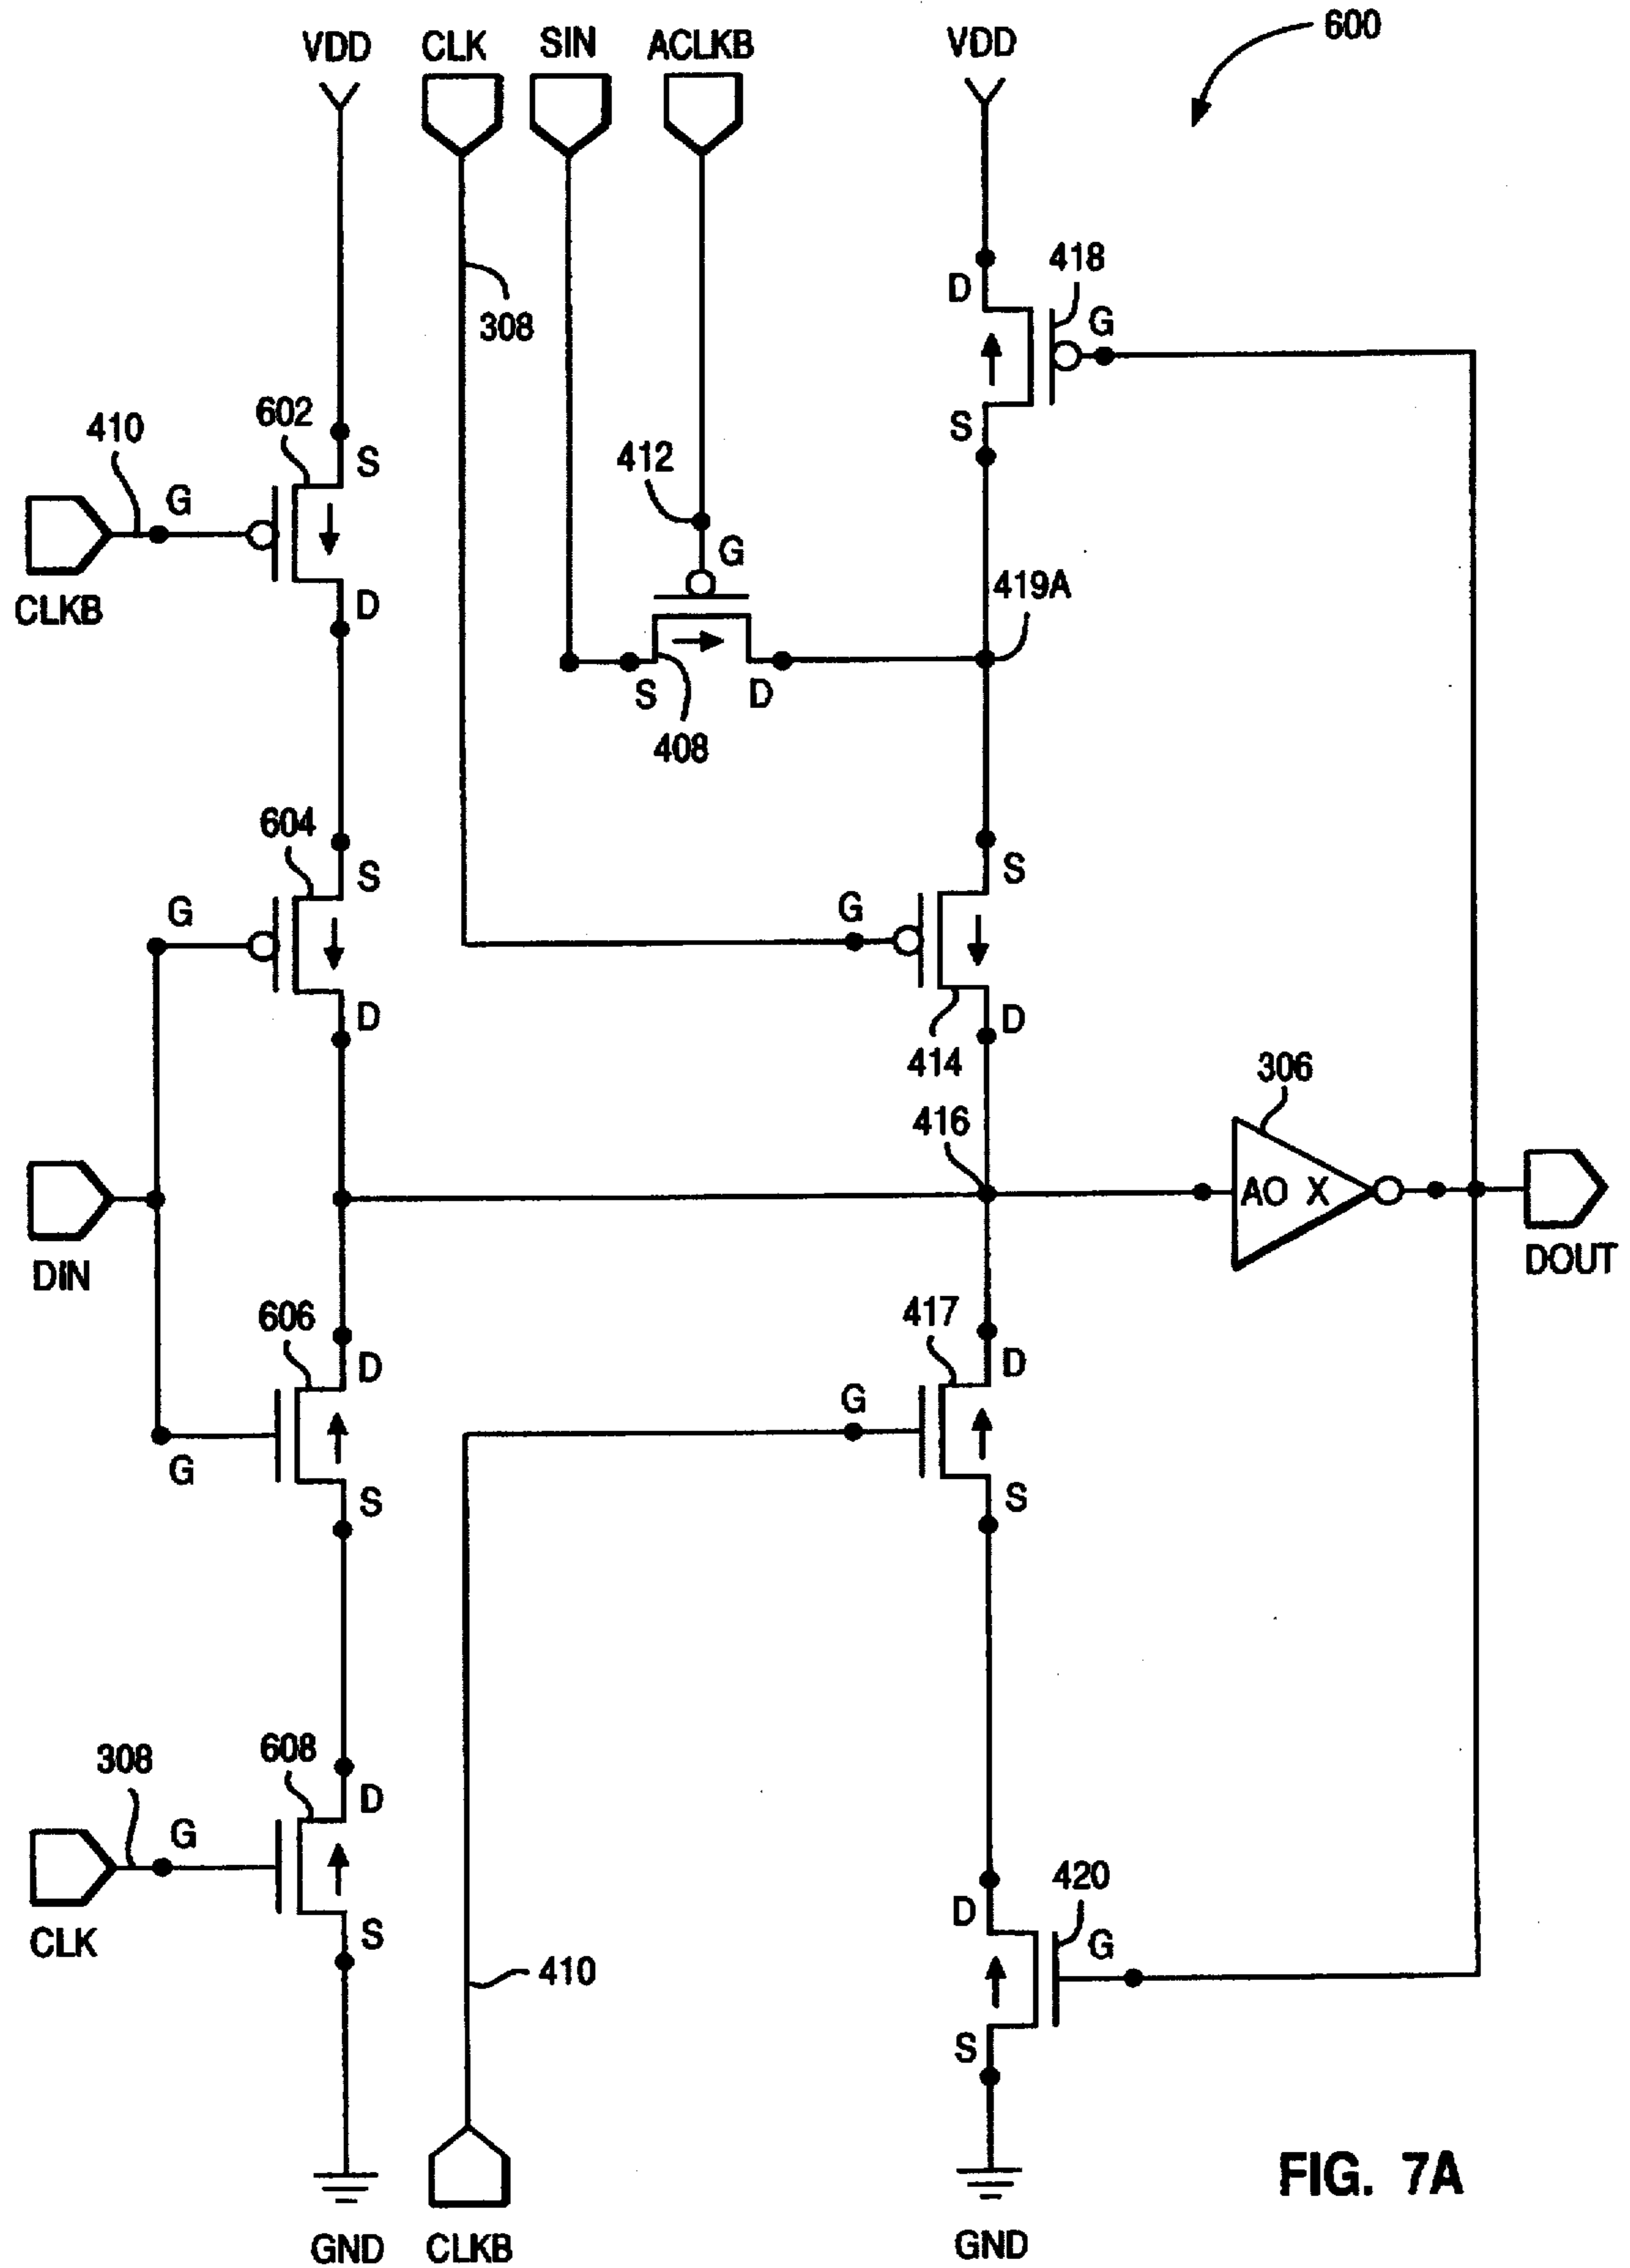 600
VDD
CLK
SIN
ACLKB
VDD
418
D
G
308
S
602
410
S
G
412
G
CLKB
D
419A
S
D
408
604
S
S
G
G
D
D
414
306
416
AO X
DIN
DOUT
606
417
D
D
G
G
S
S
608
308
D
420
G
D
G
CLK
S
410
S
FIG. 7A
GND
CLKB
GND